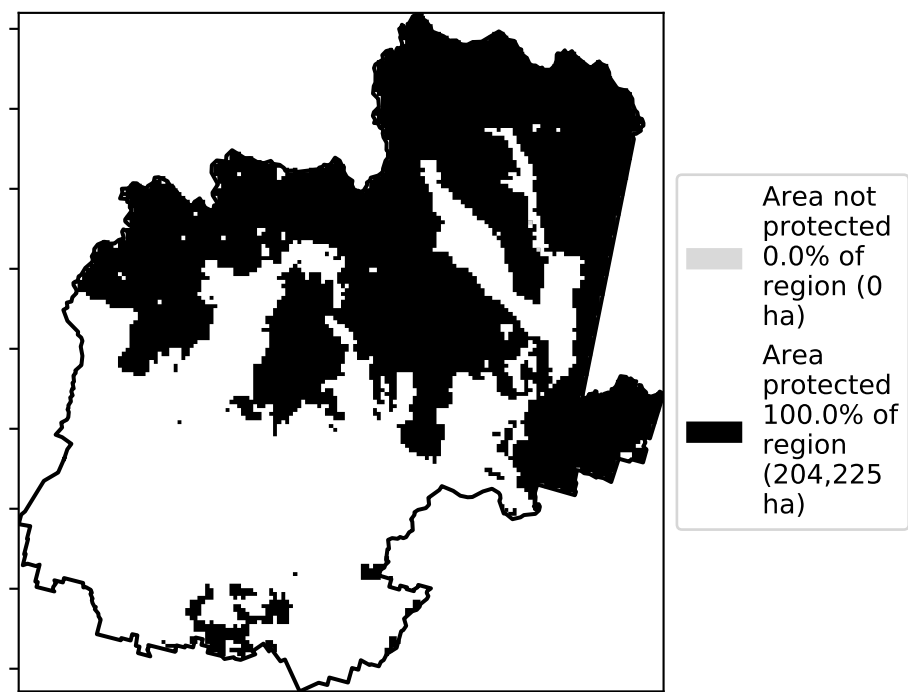 Area not
protected
0.0% of
region (0
ha)
Area
protected
100.0% of
region
(204,225
ha)